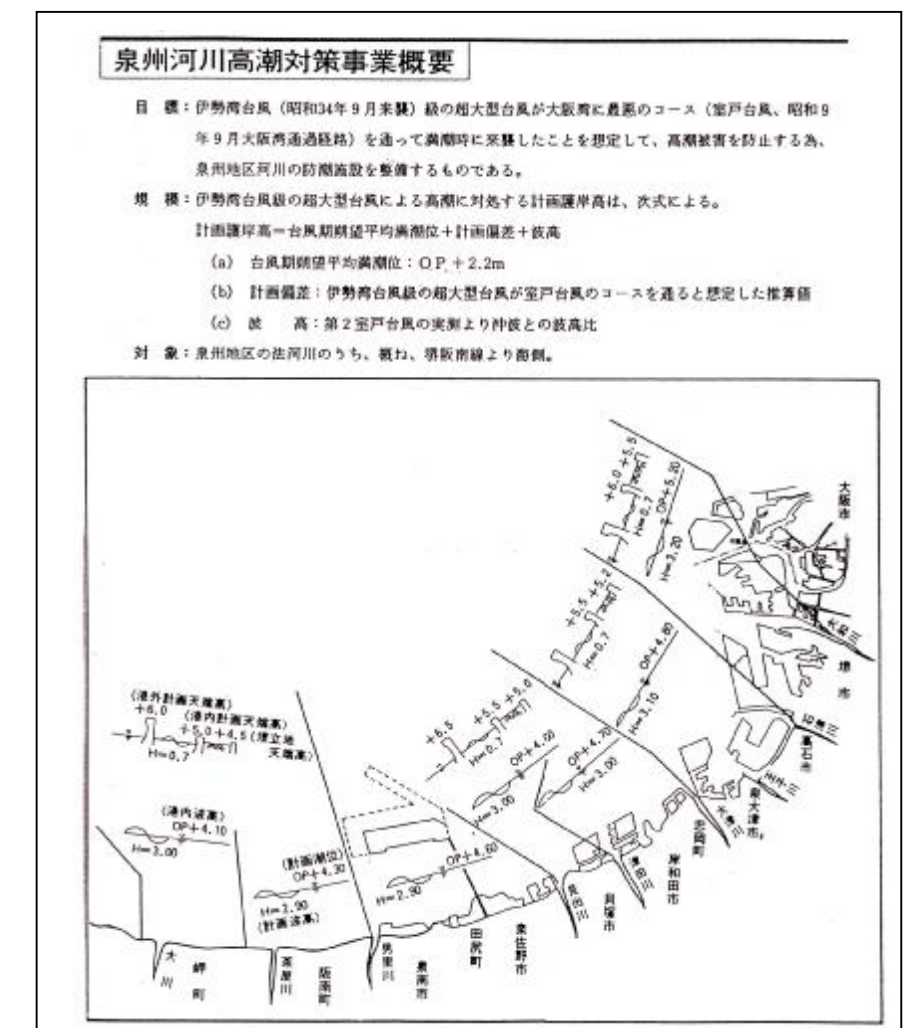 泉州河川高潮対策事業概要
目 標：伊勢湾台風（昭和34年9月来襲）級の超大型台風が大阪湾に最悪のコース（室戸台風、昭和9
年9月大阪湾通過経路）を通って満潮時に来襲したことを想定して、高潮被害を防止する為、
泉州地区河川の防潮施設を整備するものである。
規 模：伊勢湾台風級の超大型台風による高潮に対処する計画護岸高は、次式による。
計画護岸高＝台風期朔望平均満潮位＋計画偏差＋波高
(a) 台風期朔望平均満潮位：O.P.＋2.2m
(b) 計画偏差：伊勢湾台風級の超大型台風が室戸台風のコースを通ると想定した推算値
(c) 波 高：第2室戸台風の実測より沖波との波高比
対 象：泉州地区の法河川のうち、概ね、堺阪南線より海側。
+6.0 +5.5
H=0.7
OP+5.20
H=3.20
大阪市
+5.5 +5.2
H=0.7
OP+4.80
H=3.10
堺市
高石市
+6.5
+5.5 +5.0
H=0.7
OP+4.00
H=3.00
OP+4.70
H=3.00
泉大津市
大津川
忠岡町
岸和田市
貝塚市
見出川
泉佐野市
田尻町
(港外計画天端高)
+6.0
(港内計画天端高)
+5.0+4.5(埋立地
天端高)
H=0.7
(港内波高)
OP+4.10
H=3.00
(計画潮位)
OP+4.30
H=2.90
(計画波高)
OP+4.60
H=2.90
大川
岬町
茶屋川
阪南町
男里川
泉南市